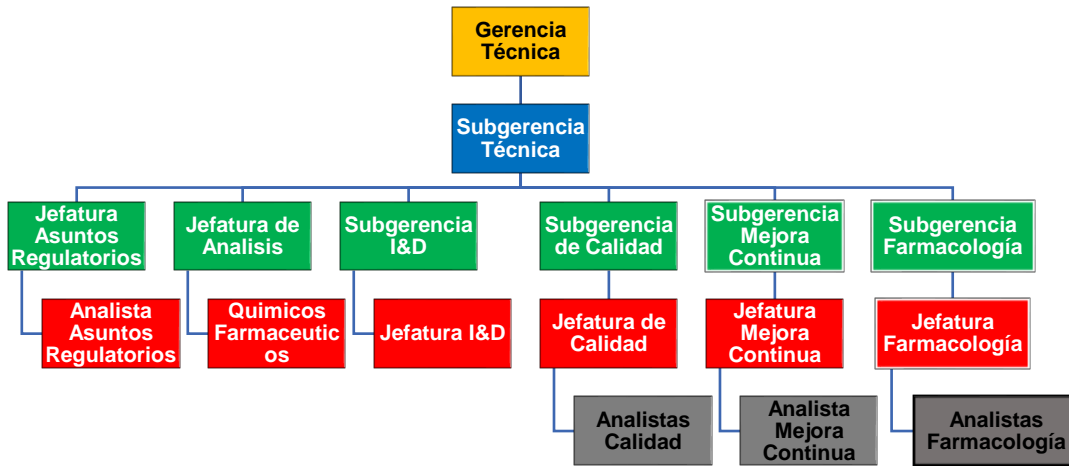 Gerencia
Técnica
Subgerencia
Técnica
Jefatura
Asuntos
Regulatorios
Jefatura de
Analisis
Subgerencia
I&D
Subgerencia
de Calidad
Subgerencia
Mejora
Continua
Subgerencia
Farmacología
Analista
Asuntos
Regulatorios
Quimicos
Farmaceutic
os
Jefatura I&D
Jefatura de
Calidad
Jefatura
Mejora
Continua
Jefatura
Farmacología
Analistas
Calidad
Analista
Mejora
Continua
Analistas
Farmacología